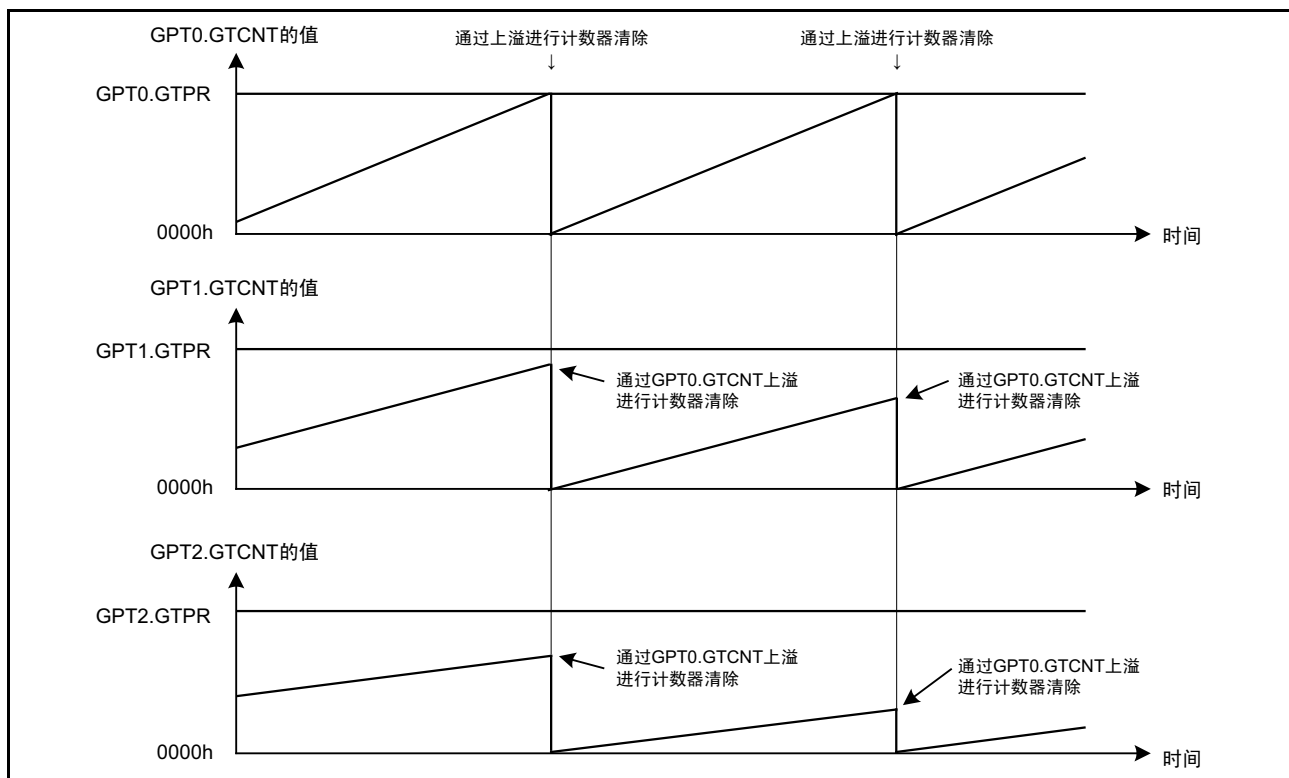 GPT0.GTCNT的值
通过上溢进行计数器清除
通过上溢进行计数器清除
↓
↓
GPT0.GTPR
0000h
时间
GPT1.GTCNT的值
GPT1.GTPR
通过GPT0.GTCNT上溢
进行计数器清除
通过GPT0.GTCNT上溢
进行计数器清除
0000h
时间
GPT2.GTCNT的值
GPT2.GTPR
通过GPT0.GTCNT上溢
进行计数器清除
通过GPT0.GTCNT上溢
进行计数器清除
0000h
时间